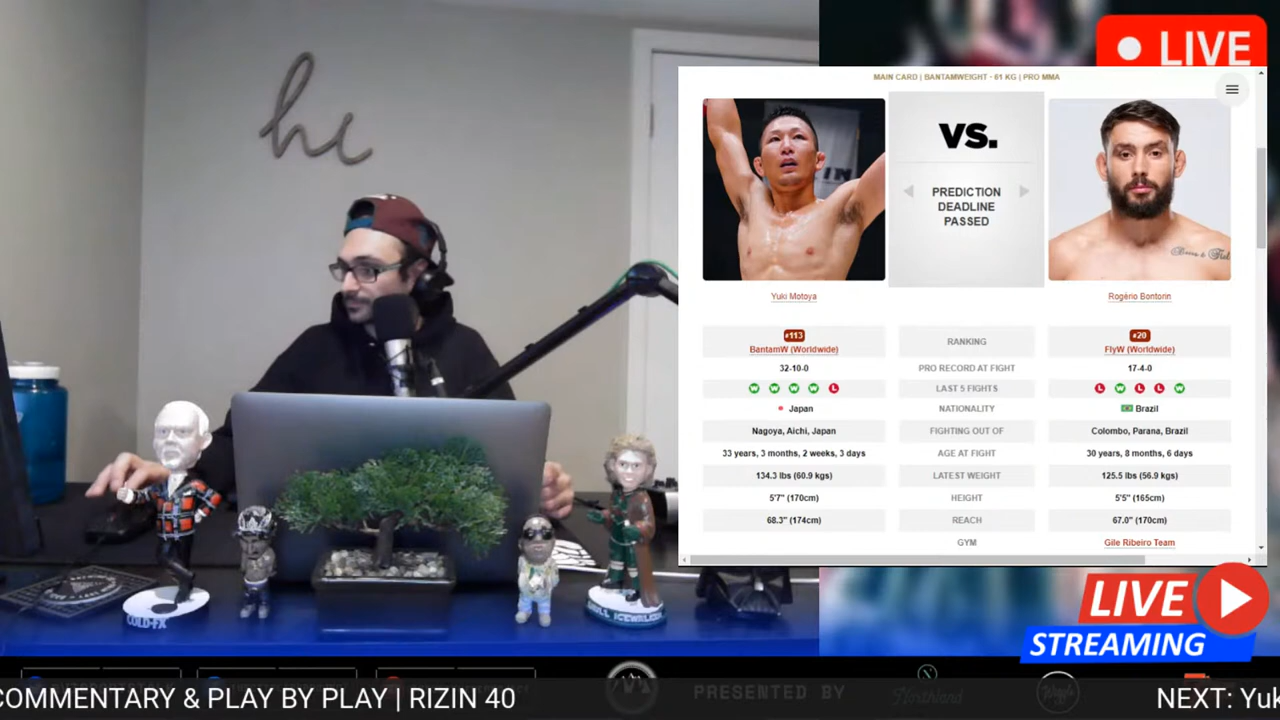 hi
LIVE
MAIN CARD | BANTAMWEIGHT · 61 KG | PRO MMA
VS.
PREDICTION
DEADLINE
PASSED
Yuki Motoya
Rogério Bontorin
#113
BantamW (Worldwide)
RANKING
#20
FlyW (Worldwide)
32-10-0
PRO RECORD AT FIGHT
17-4-0
W W W W L
LAST 5 FIGHTS
L W L L W
Japan
NATIONALITY
Brazil
Nagoya, Aichi, Japan
FIGHTING OUT OF
Colombo, Parana, Brazil
33 years, 3 months, 2 weeks, 3 days
AGE AT FIGHT
30 years, 8 months, 6 days
134.3 lbs (60.9 kgs)
LATEST WEIGHT
125.5 lbs (56.9 kgs)
5'7" (170cm)
HEIGHT
5'5" (165cm)
68.3" (174cm)
REACH
67.0" (170cm)
GYM
Gile Ribeiro Team
COLD-FX
LIVE
STREAMING
PRESENTED BY
Northland
COMMENTARY & PLAY BY PLAY | RIZIN 40
NEXT: Yuk